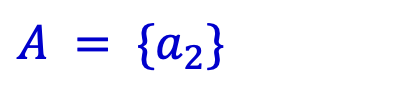 A = {a₂}